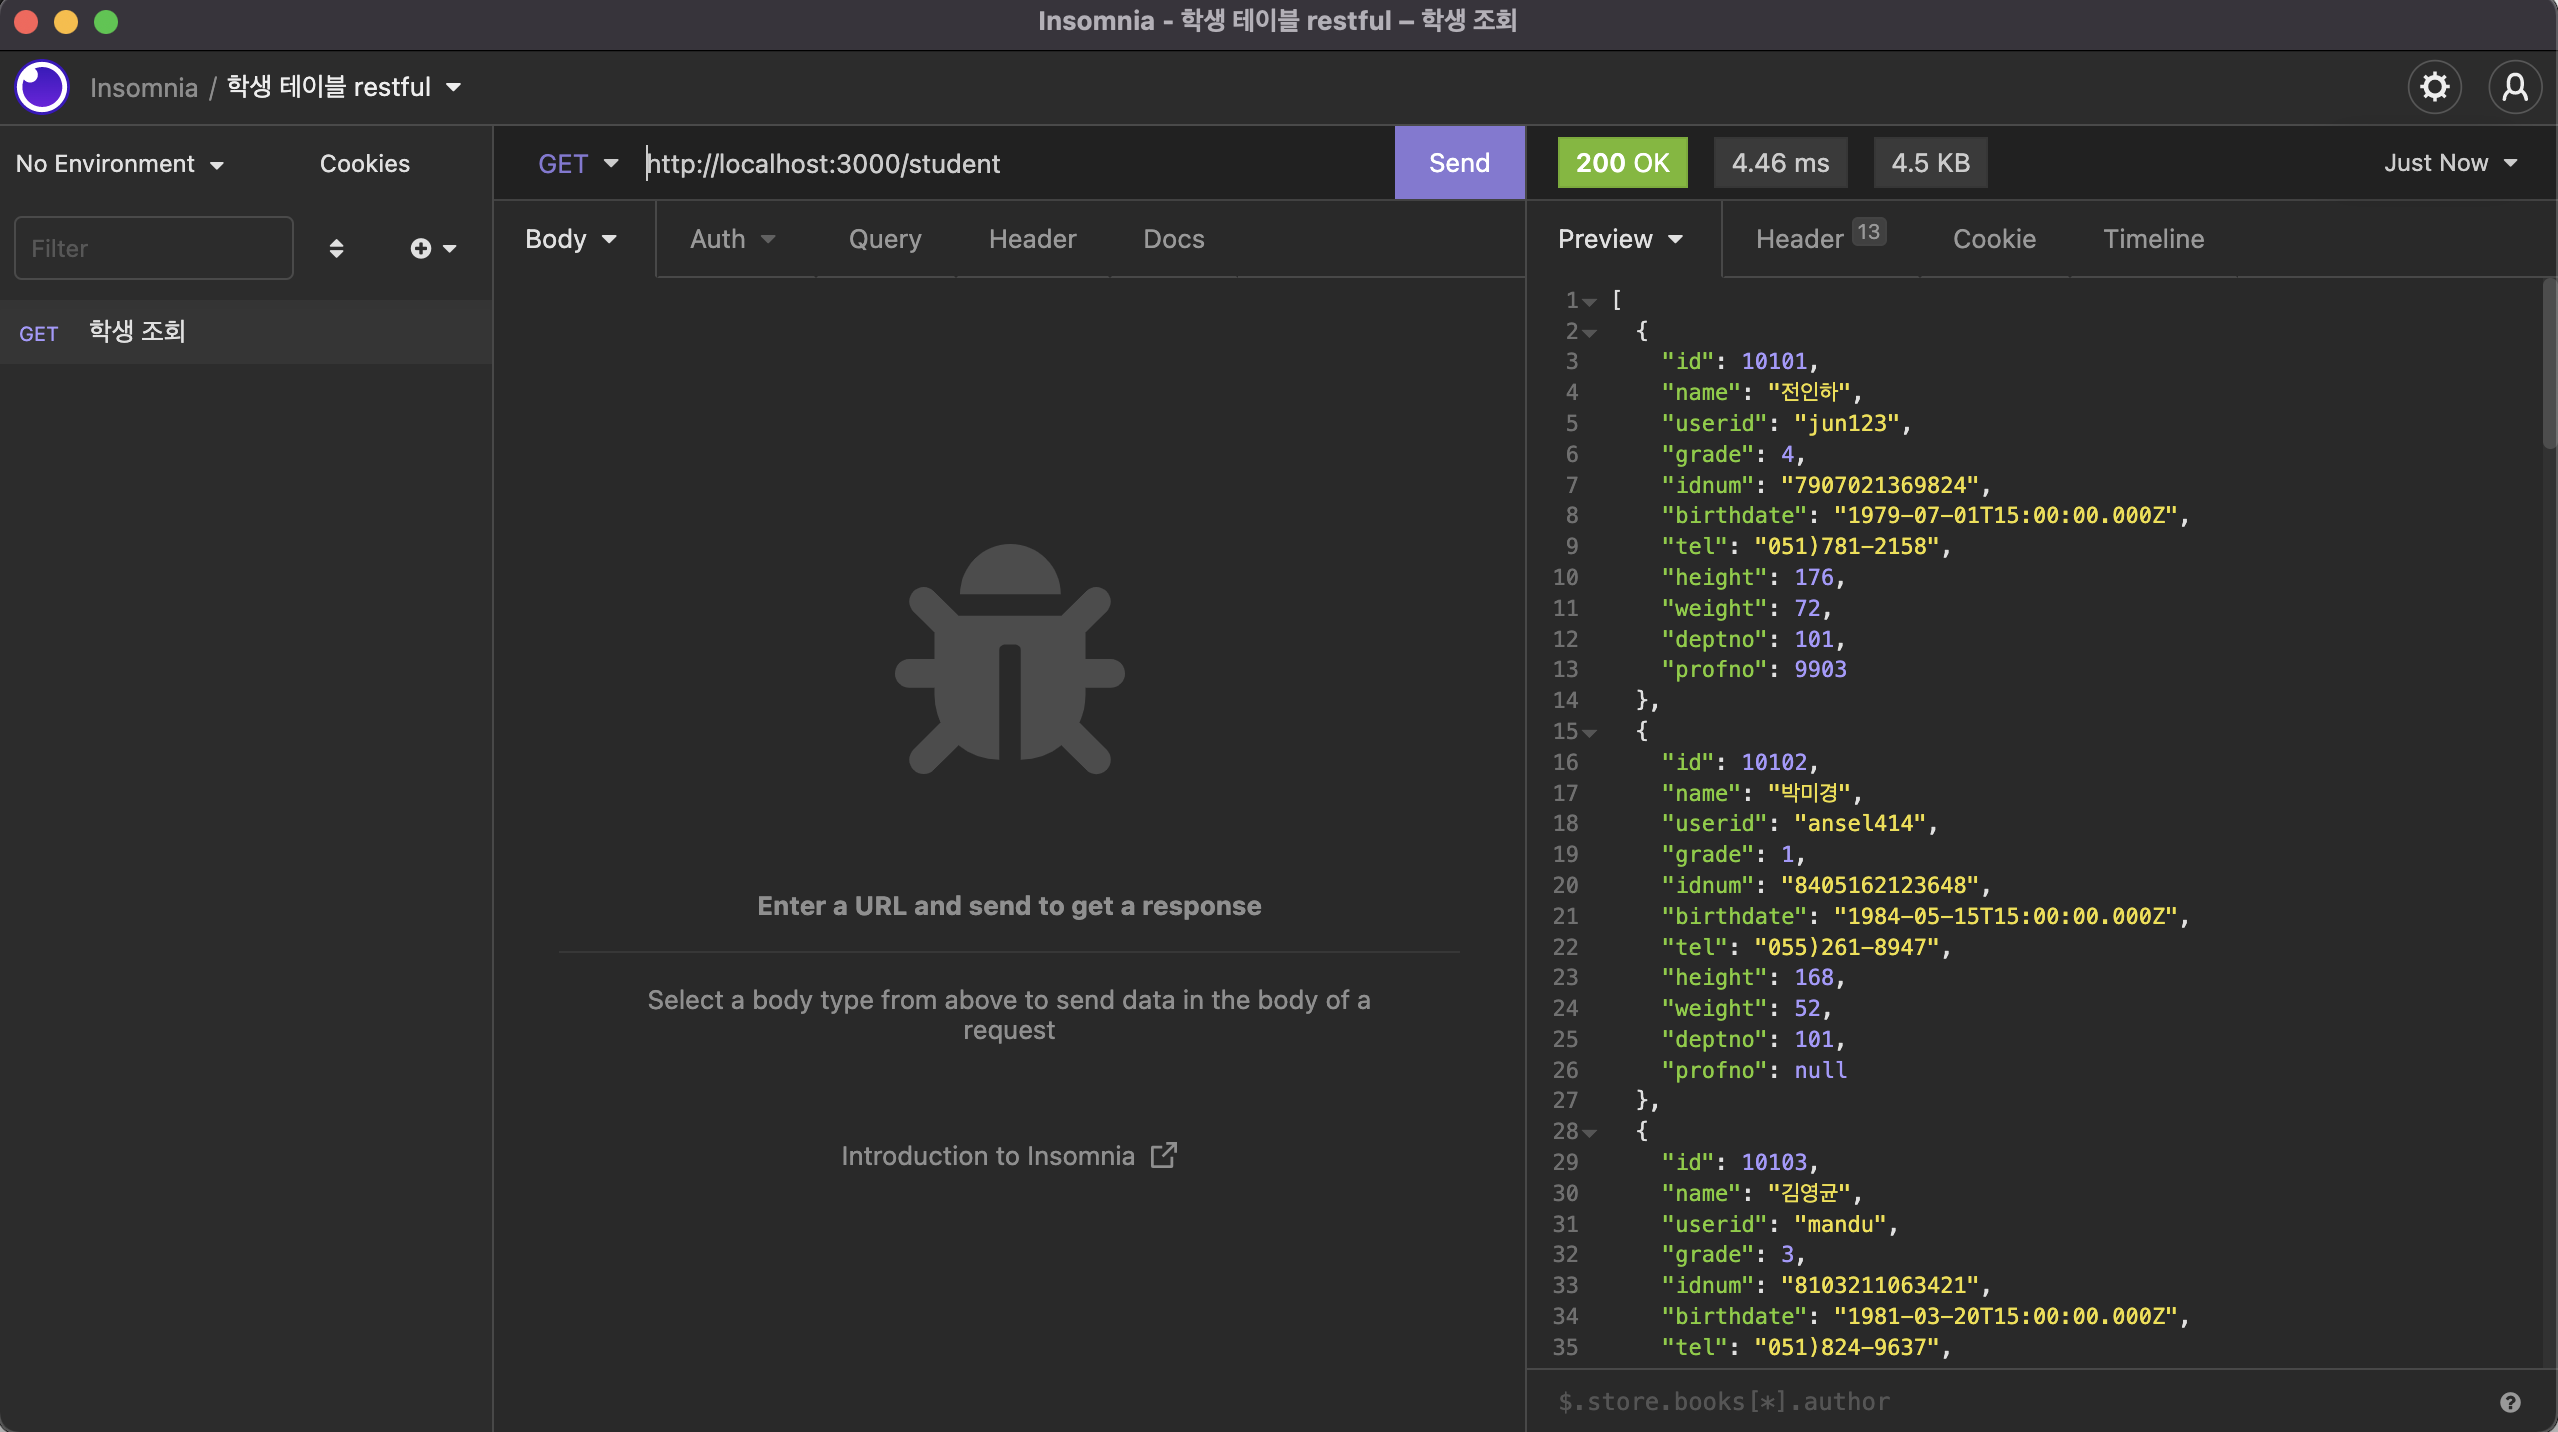 Insomnia - 학생 테이블 restful – 학생 조회
Insomnia / 학생 테이블 restful
No Environment Cookies
Filter
GET 학생 조회
GET http://localhost:3000/student Send
Body Auth Query Header Docs
Enter a URL and send to get a response
Select a body type from above to send data in the body of a
request
Introduction to Insomnia
200 OK 4.46 ms 4.5 KB Just Now
Preview Header 13 Cookie Timeline
1 [
2 {
3 "id": 10101,
4 "name": "전인하",
5 "userid": "jun123",
6 "grade": 4,
7 "idnum": "7907021369824",
8 "birthdate": "1979-07-01T15:00:00.000Z",
9 "tel": "051)781-2158",
10 "height": 176,
11 "weight": 72,
12 "deptno": 101,
13 "profno": 9903
14 },
15 {
16 "id": 10102,
17 "name": "박미경",
18 "userid": "ansel414",
19 "grade": 1,
20 "idnum": "8405162123648",
21 "birthdate": "1984-05-15T15:00:00.000Z",
22 "tel": "055)261-8947",
23 "height": 168,
24 "weight": 52,
25 "deptno": 101,
26 "profno": null
27 },
28 {
29 "id": 10103,
30 "name": "김영균",
31 "userid": "mandu",
32 "grade": 3,
33 "idnum": "8103211063421",
34 "birthdate": "1981-03-20T15:00:00.000Z",
35 "tel": "051)824-9637",
$.store.books[*].author